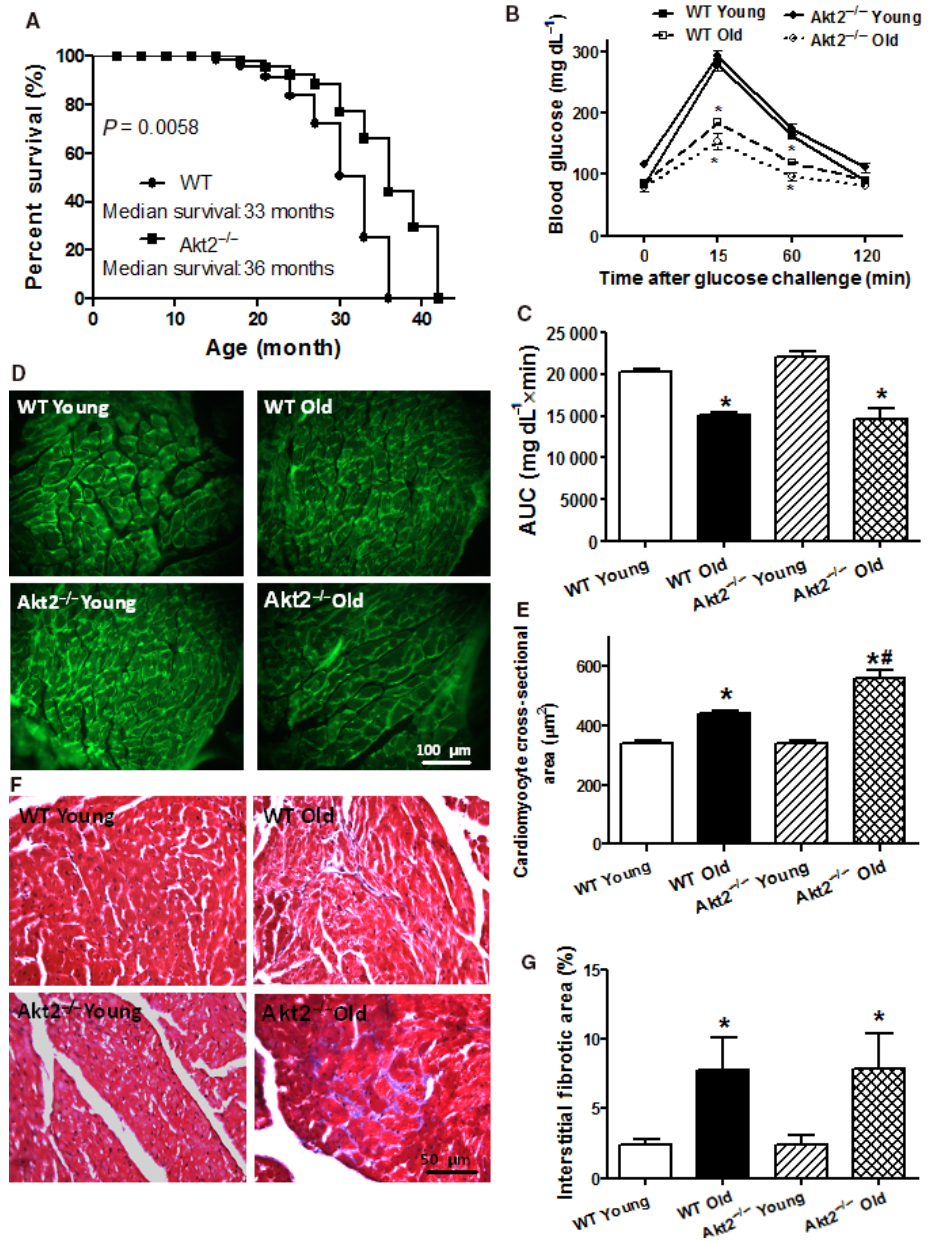 A
Percent survival (%)
100
80
60
40
20
0
P = 0.0058
WT
Median survival: 33 months
Akt2−/−
Median survival: 36 months
0 10 20 30 40
Age (month)
B
WT Young
WT Old
Akt2−/− Young
Akt2−/− Old
Blood glucose (mg dL−1)
300
200
100
0
*
*
*
*
0 15 60 120
Time after glucose challenge (min)
C
AUC (mg dL−1×min)
25 000
20 000
15 000
10 000
5000
0
*
*
WT Young
WT Old
Akt2−/− Young
Akt2−/− Old
D
WT Young
WT Old
Akt2−/− Young
Akt2−/− Old
100 µm
E
Cardiomyocyte cross-sectional
area (µm2)
600
400
200
0
*
*#
WT Young
WT Old
Akt2−/− Young
Akt2−/− Old
F
WT Young
WT Old
Akt2−/− Young
Akt2−/− Old
50 µm
G
Interstitial fibrotic area (%)
15
10
5
0
*
*
WT Young
WT Old
Akt2−/− Young
Akt2−/− Old